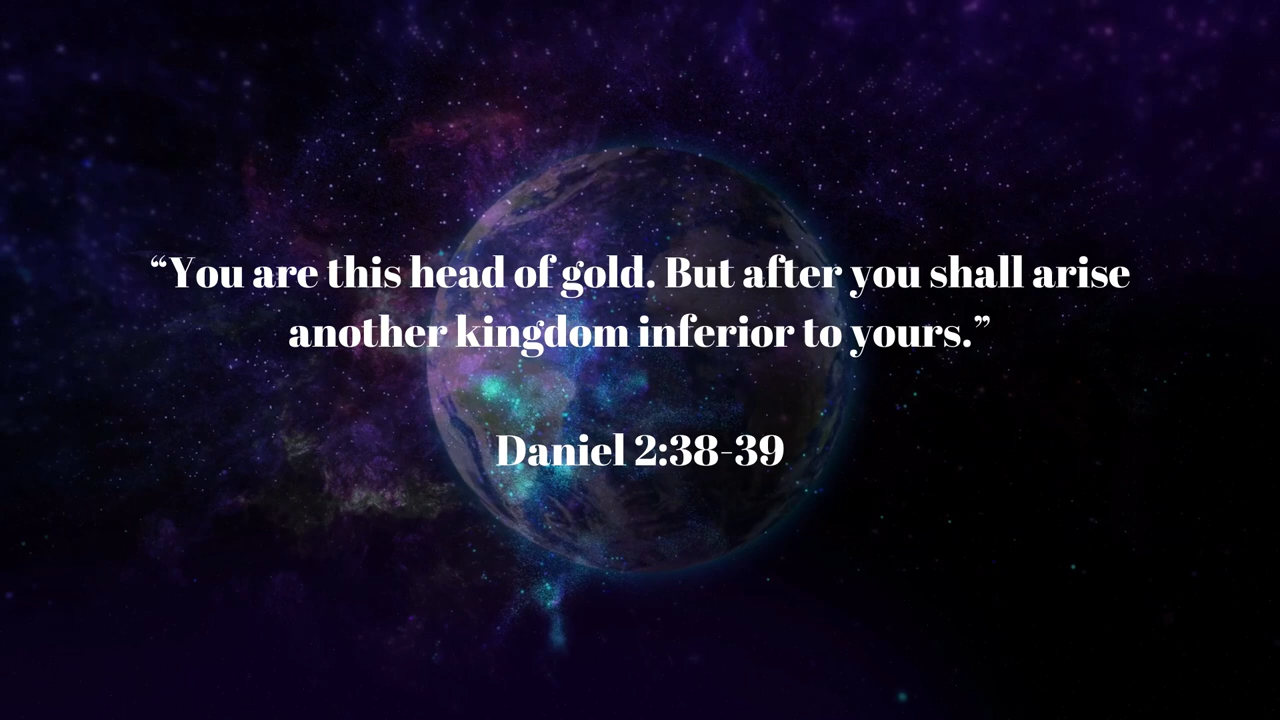 “You are this head of gold. But after you shall arise
another kingdom inferior to yours.”
Daniel 2:38-39